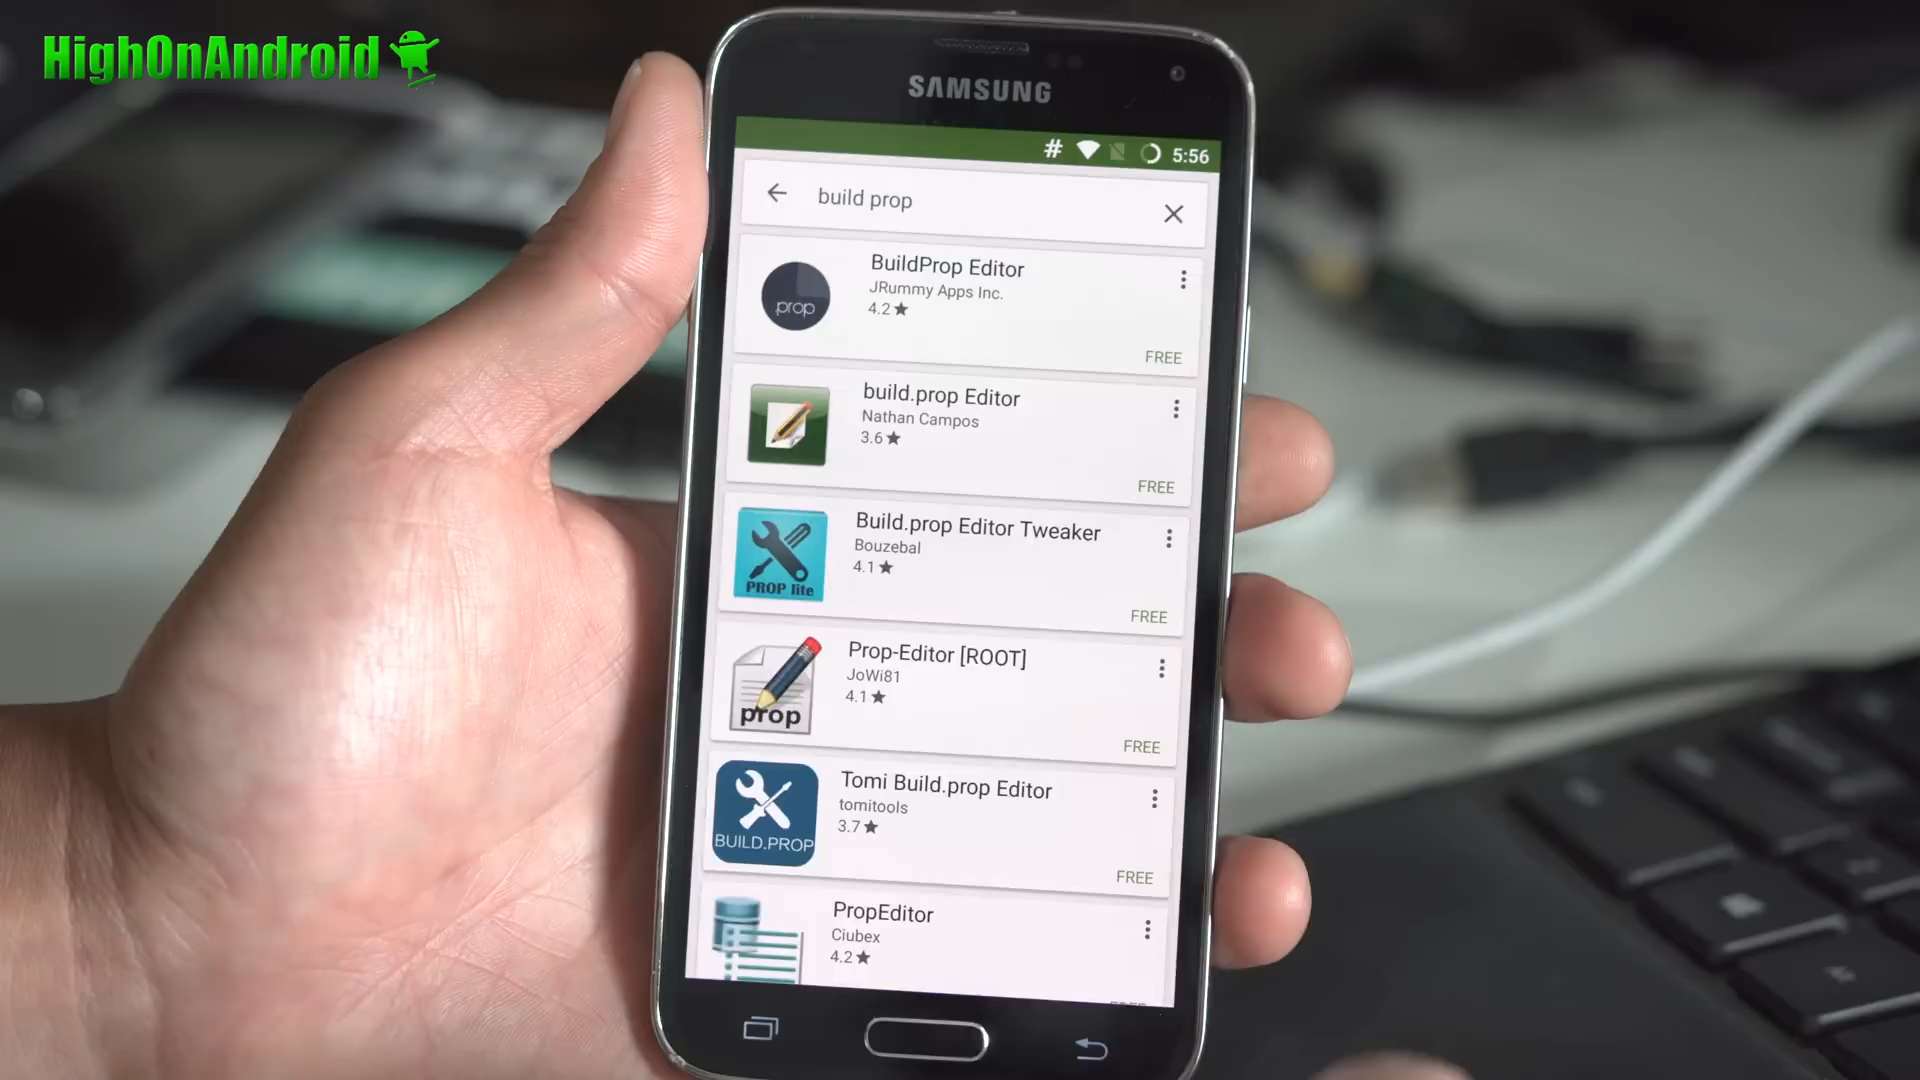 HighOnAndroid
SAMSUNG
# 5:56
build prop
BuildProp Editor
JRummy Apps Inc.
4.2★
prop
FREE
build.prop Editor
Nathan Campos
3.6★
FREE
Build.prop Editor Tweaker
Bouzebal
4.1★
PROP lite
FREE
Prop-Editor [ROOT]
JoWi81
4.1★
prop
FREE
Tomi Build.prop Editor
tomitools
3.7★
BUILD.PROP
FREE
PropEditor
Ciubex
4.2★